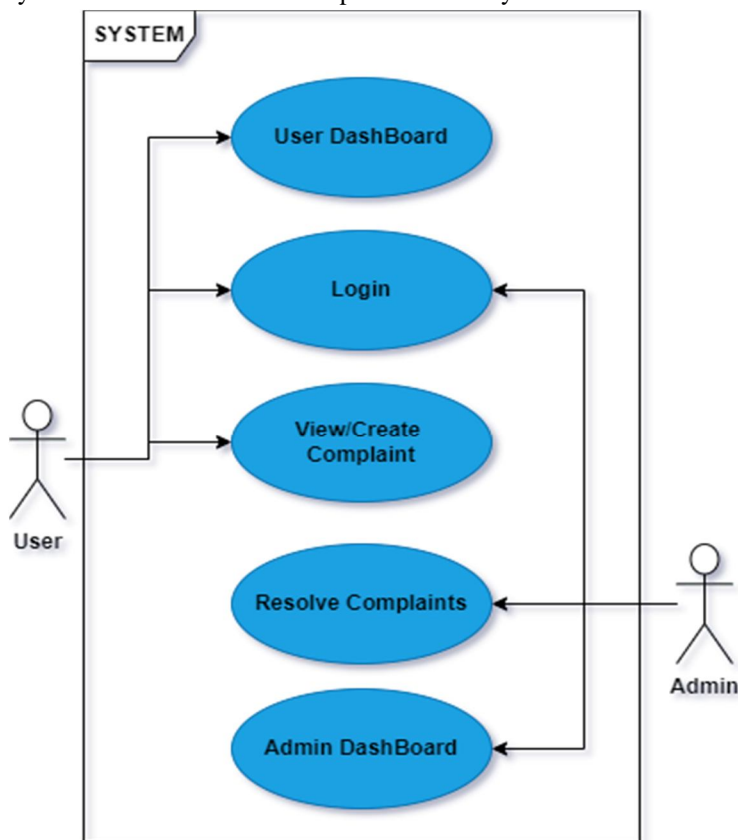 SYSTEM
User DashBoard
Login
View/Create
Complaint
User
Resolve Complaints
Admin
Admin DashBoard